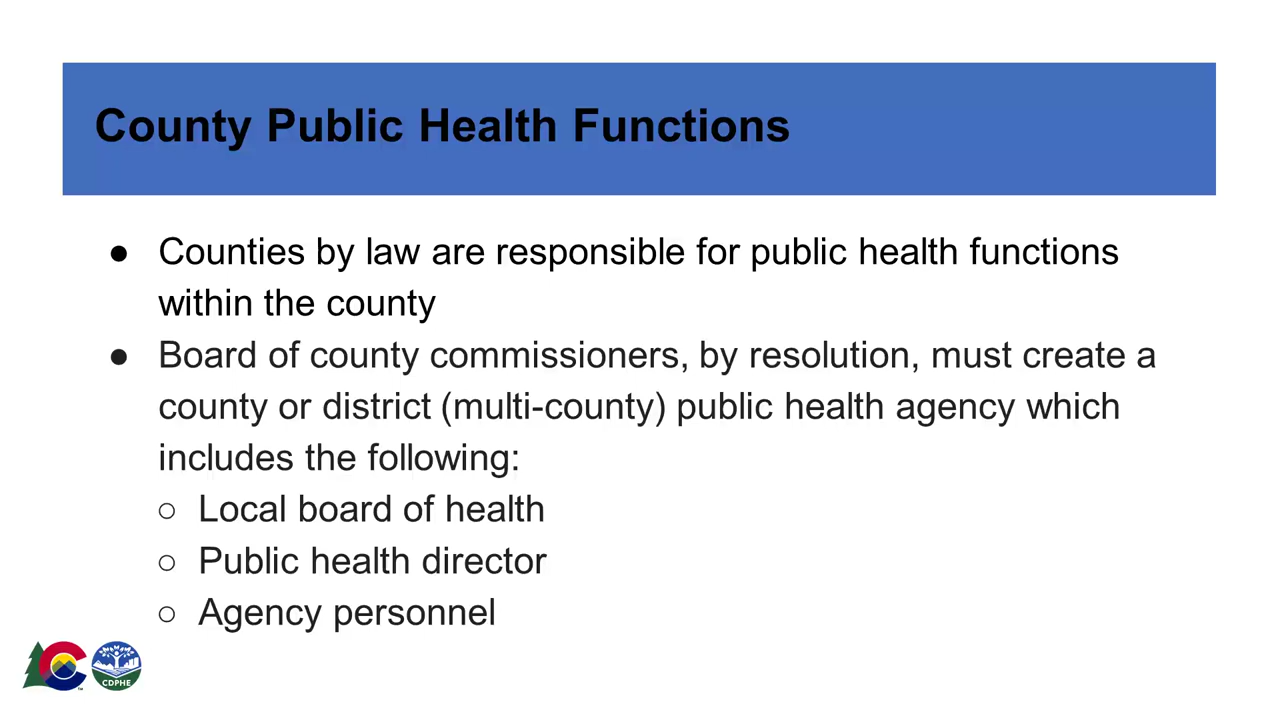 County Public Health Functions
● Counties by law are responsible for public health functions
within the county
● Board of county commissioners, by resolution, must create a
county or district (multi-county) public health agency which
includes the following:
○ Local board of health
○ Public health director
○ Agency personnel
CDPHE